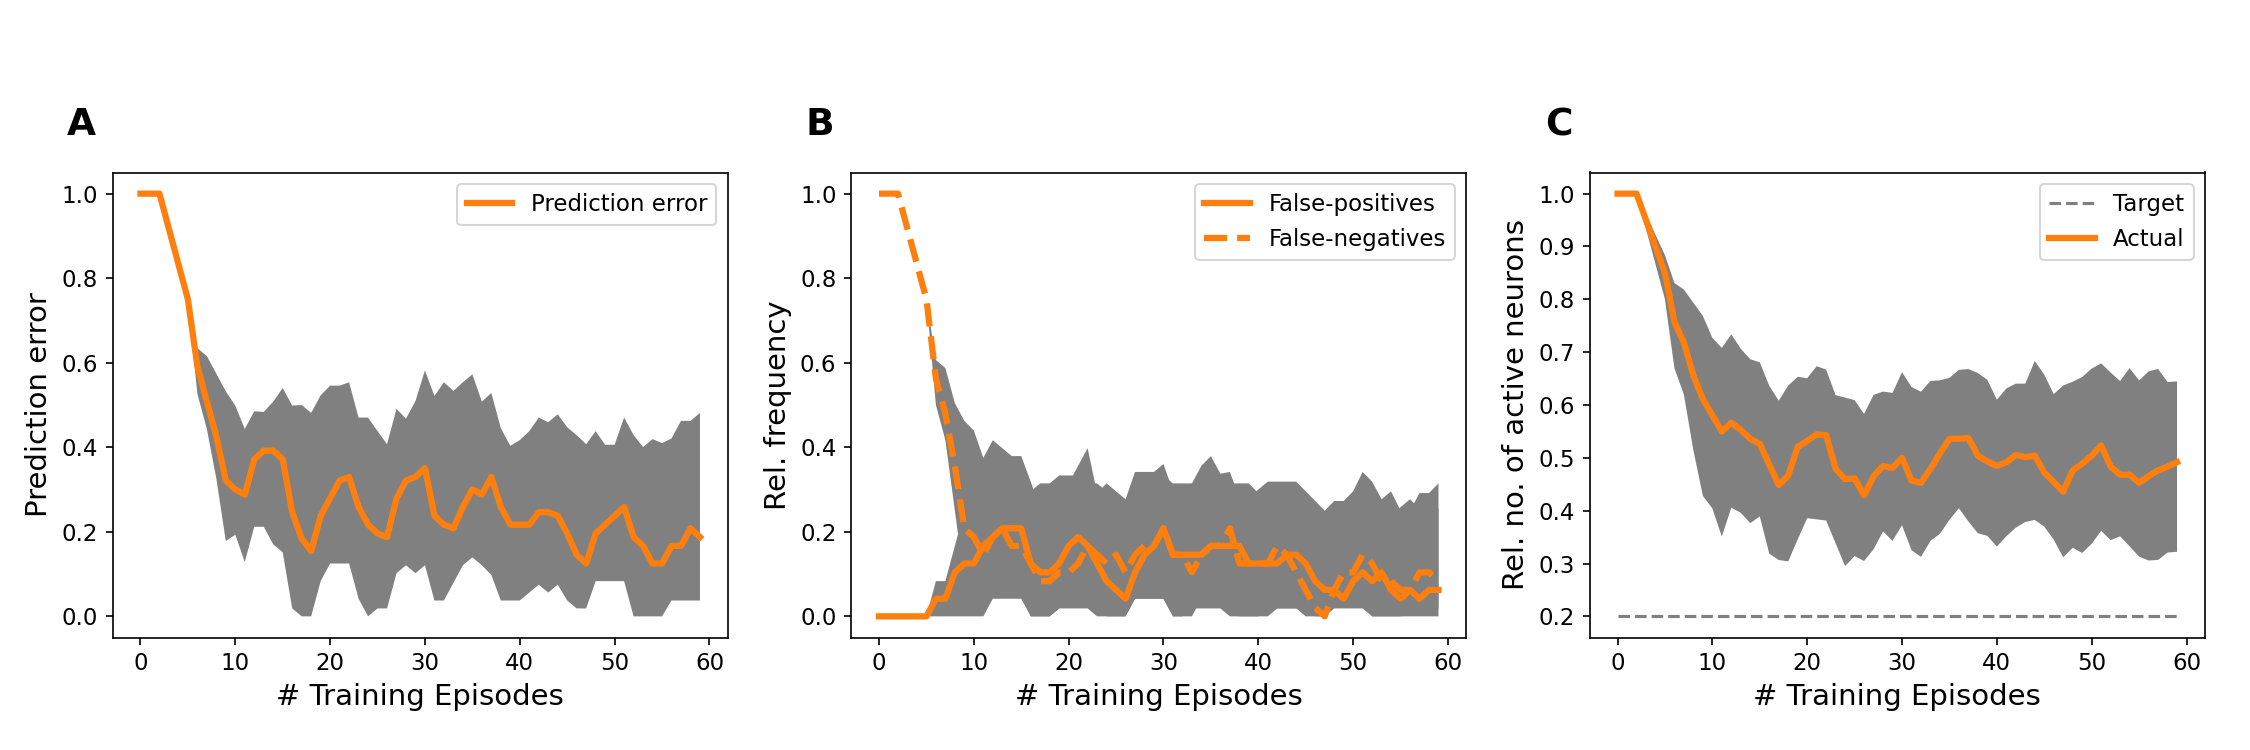 A
Prediction error
1.0
0.8
0.6
0.4
0.2
0.0
Prediction error
0 10 20 30 40 50 60
# Training Episodes
B
Rel. frequency
1.0
0.8
0.6
0.4
0.2
0.0
False-positives
False-negatives
0 10 20 30 40 50 60
# Training Episodes
C
Rel. no. of active neurons
1.0
0.9
0.8
0.7
0.6
0.5
0.4
0.3
0.2
Target
Actual
0 10 20 30 40 50 60
# Training Episodes